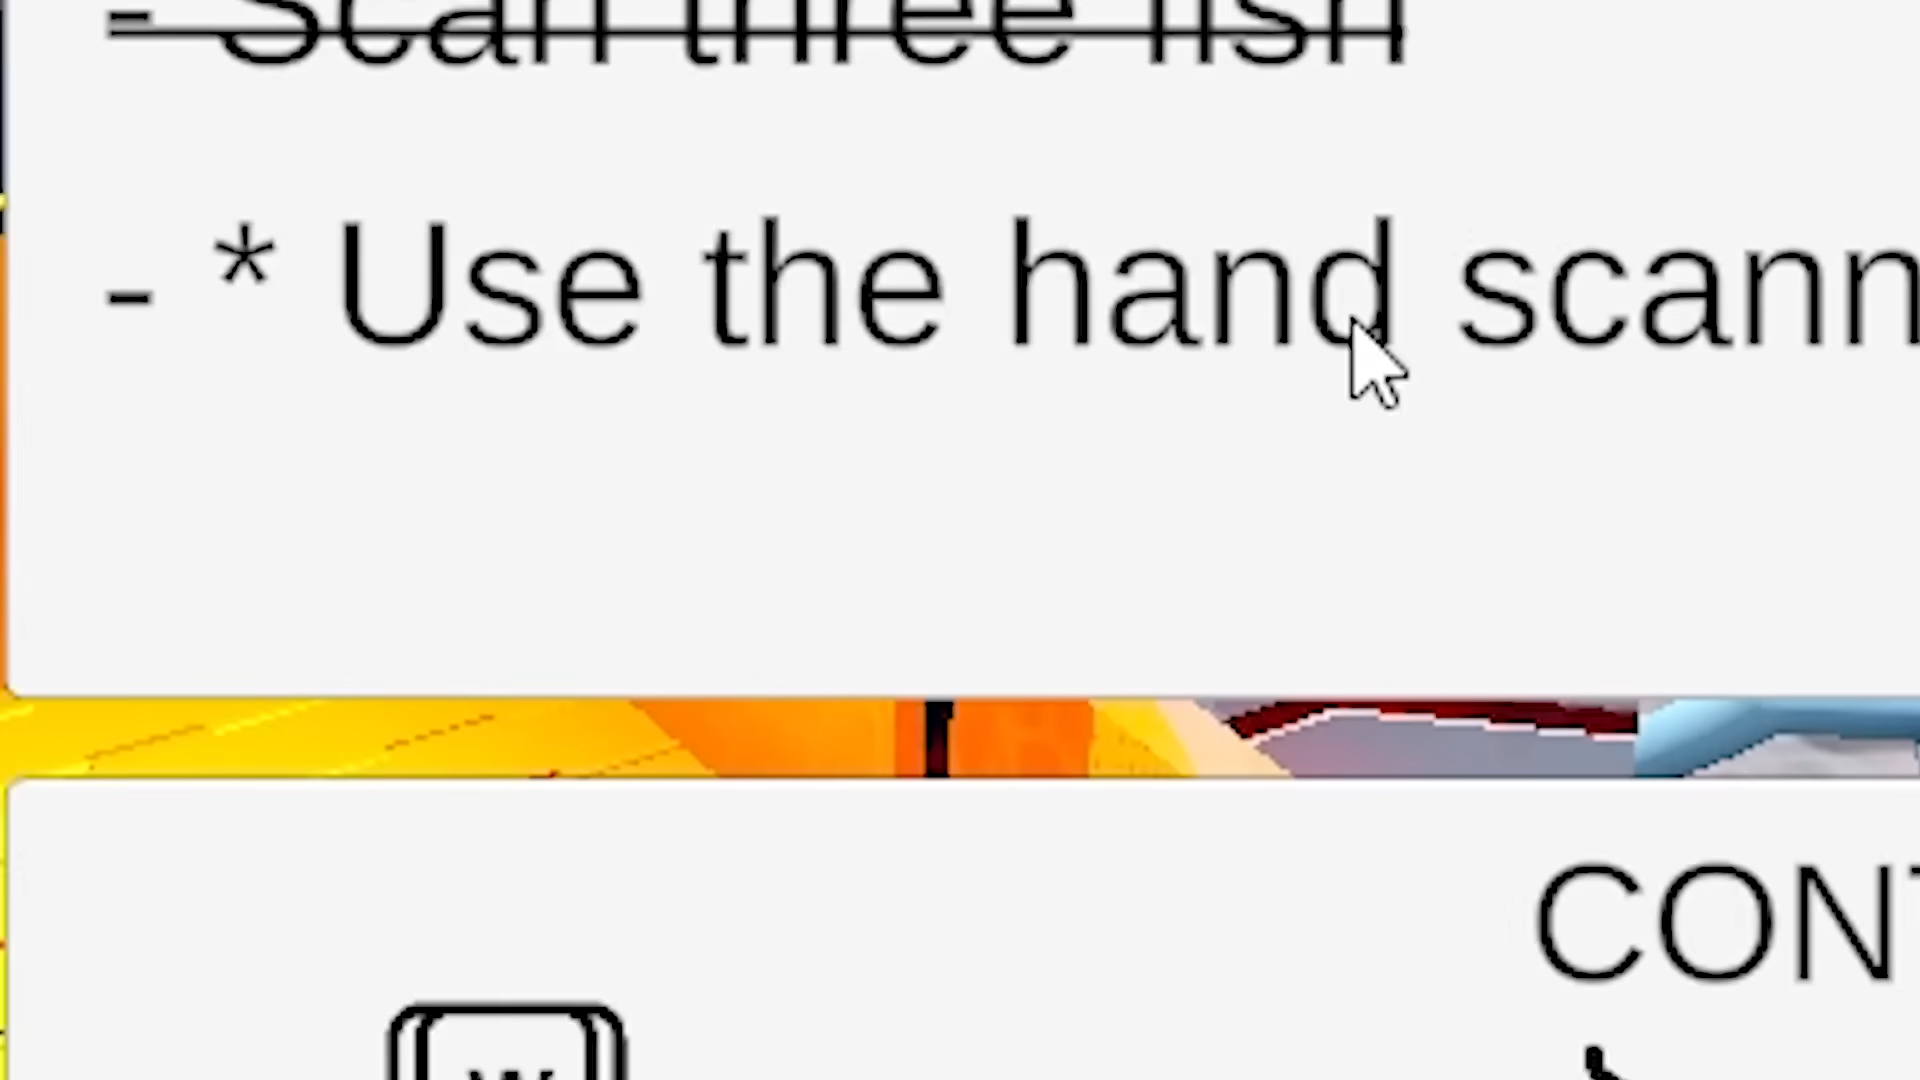 - Scan three fish
- * Use the hand scann
CONT
W